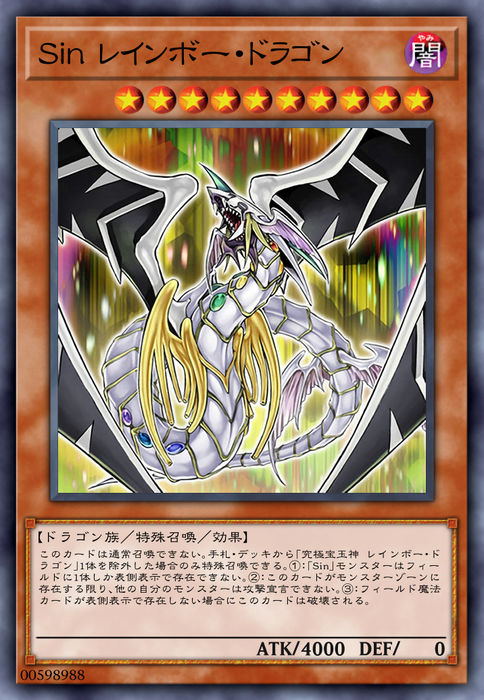 Sin レインボー・ドラゴン
やみ
闇
【ドラゴン族／特殊召喚／効果】
このカードは通常召喚できない。手札・デッキから「究極宝玉神 レインボー・ド
ラゴン」1体を除外した場合のみ特殊召喚できる。①：「Sin」モンスターはフィー
ルドに1体しか表側表示で存在できない。②：このカードがモンスターゾーンに
存在する限り、他の自分のモンスターは攻撃宣言できない。③：フィールド魔法
カードが表側表示で存在しない場合にこのカードは破壊される。
ATK/4000 DEF/ 0
00598988